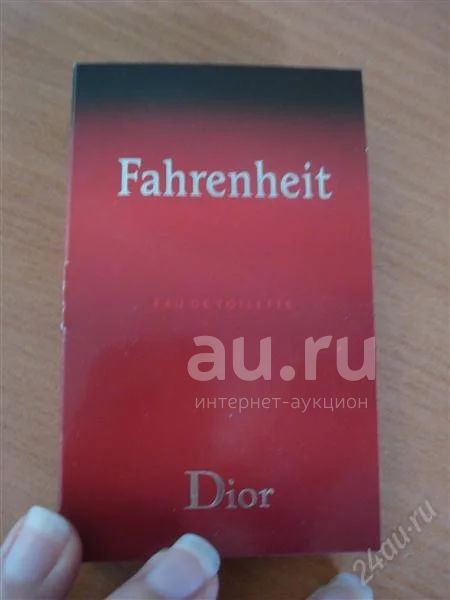 Fahrenheit
EAU DE TOILETTE
au.ru
интернет-аукцион
Dior
24au.ru